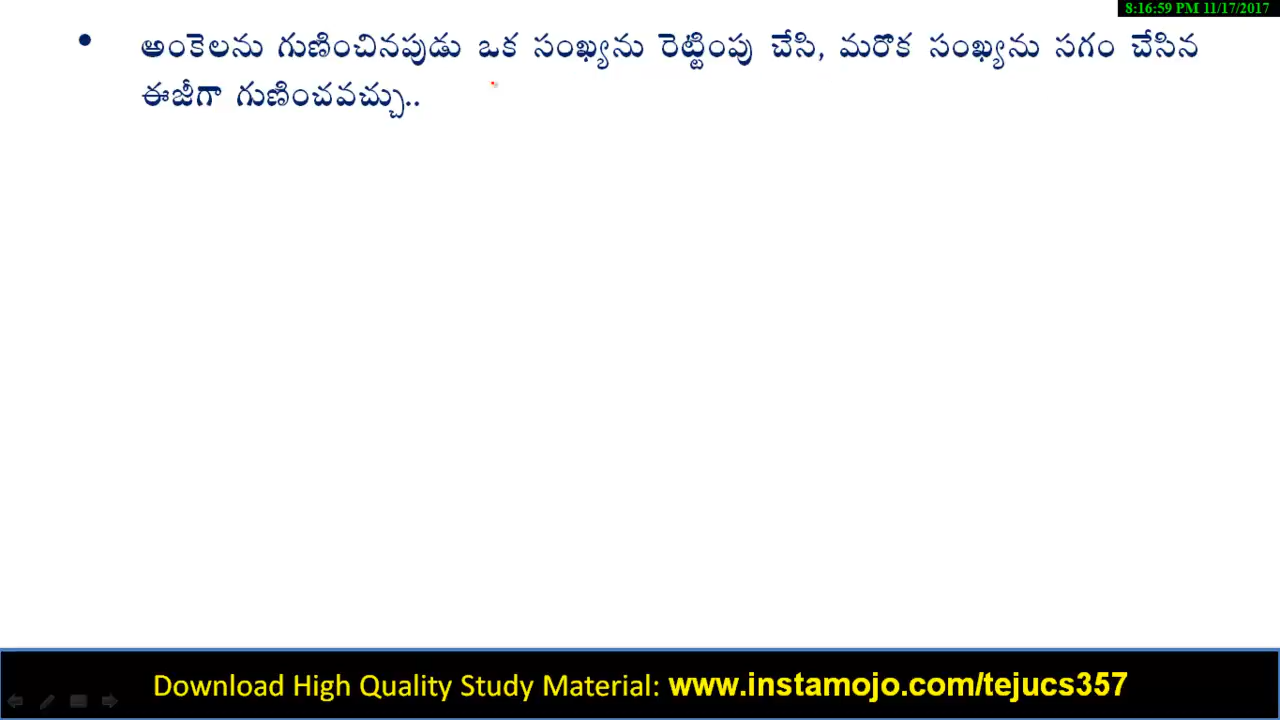 8:16:59 PM 11/17/2017
• అంకెలను గుణించినపుడు ఒక సంఖ్యను రెట్టింపు చేసి, మరొక సంఖ్యను సగం చేసిన
ఈజీగా గుణించవచ్చు..
Download High Quality Study Material: www.instamojo.com/tejucs357